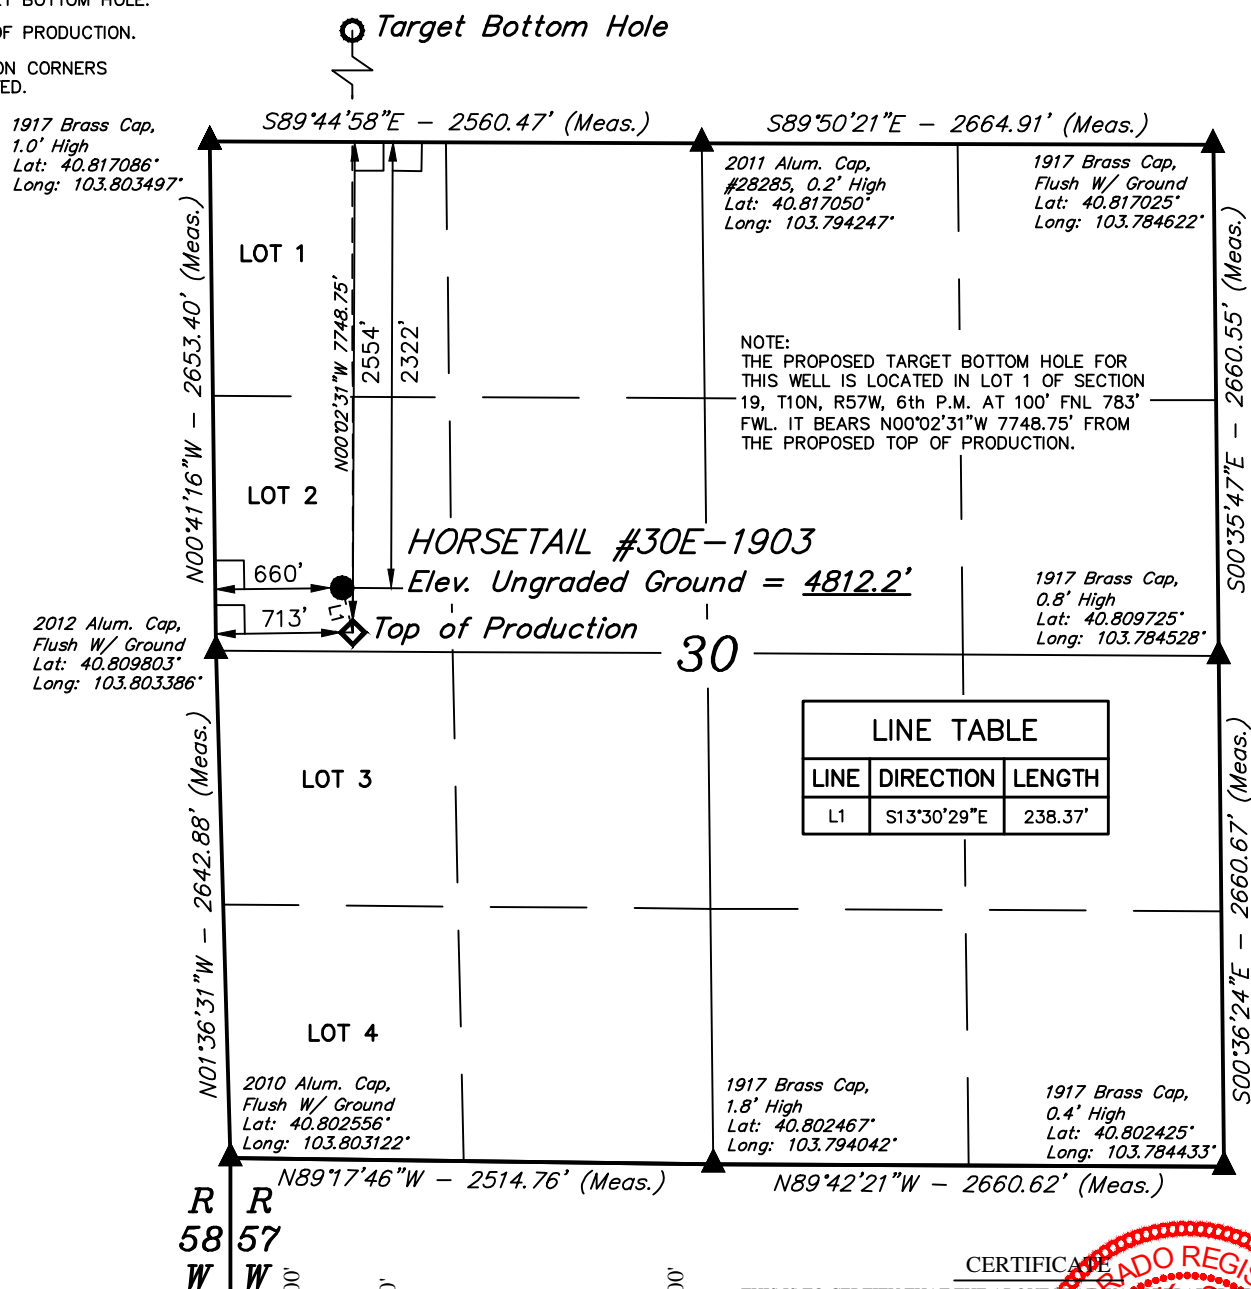 T BOTTOM HOLE.
OF PRODUCTION.
ON CORNERS
TED.
Target Bottom Hole
S89°44'58"E - 2560.47' (Meas.)
S89°50'21"E - 2664.91' (Meas.)
1917 Brass Cap,
1.0' High
Lat: 40.817086°
Long: 103.803497°
2011 Alum. Cap,
#28285, 0.2' High
Lat: 40.817050°
Long: 103.794247°
1917 Brass Cap,
Flush W/ Ground
Lat: 40.817025°
Long: 103.784622°
N00°41'16"W - 2653.40' (Meas.)
LOT 1
N00°02'31"W 7748.75'
2554'
2322'
S00°35'47"E - 2660.55' (Meas.)
NOTE:
THE PROPOSED TARGET BOTTOM HOLE FOR
THIS WELL IS LOCATED IN LOT 1 OF SECTION
19, T10N, R57W, 6th P.M. AT 100' FNL 783'
FWL. IT BEARS N00°02'31"W 7748.75' FROM
THE PROPOSED TOP OF PRODUCTION.
LOT 2
HORSETAIL #30E-1903
660'
Elev. Ungraded Ground = 4812.2'
L1
713'
Top of Production
30
1917 Brass Cap,
0.8' High
Lat: 40.809725°
Long: 103.784528°
2012 Alum. Cap,
Flush W/ Ground
Lat: 40.809803°
Long: 103.803386°
LINE TABLE
LINE DIRECTION LENGTH
L1 S13°30'29"E 238.37'
N01°36'31"W - 2642.88' (Meas.)
LOT 3
S00°36'24"E - 2660.67' (Meas.)
LOT 4
2010 Alum. Cap,
Flush W/ Ground
Lat: 40.802556°
Long: 103.803122°
1917 Brass Cap,
1.8' High
Lat: 40.802467°
Long: 103.794042°
1917 Brass Cap,
0.4' High
Lat: 40.802425°
Long: 103.784433°
N89°17'46"W - 2514.76' (Meas.)
N89°42'21"W - 2660.62' (Meas.)
R R
58 57
W W
CERTIFICATE
RADO REGIS